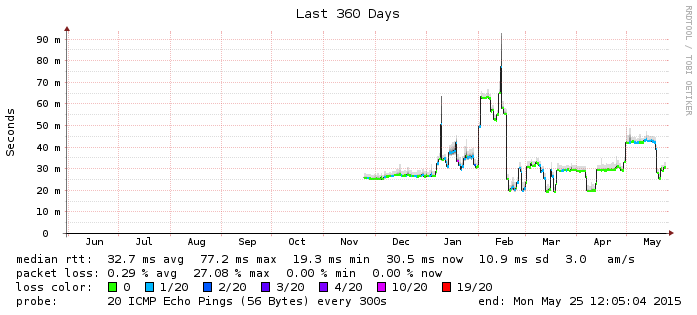 Last 360 Days
RRDTOOL / TOBI OETIKER
Seconds
90 m
80 m
70 m
60 m
50 m
40 m
30 m
20 m
10 m
0
Jun Jul Aug Sep Oct Nov Dec Jan Feb Mar Apr May
median rtt: 32.7 ms avg 77.2 ms max 19.3 ms min 30.5 ms now 10.9 ms sd 3.0 am/s
packet loss: 0.29 % avg 27.08 % max 0.00 % min 0.00 % now
loss color: 0 1/20 2/20 3/20 4/20 10/20 19/20
probe: 20 ICMP Echo Pings (56 Bytes) every 300s end: Mon May 25 12:05:04 2015